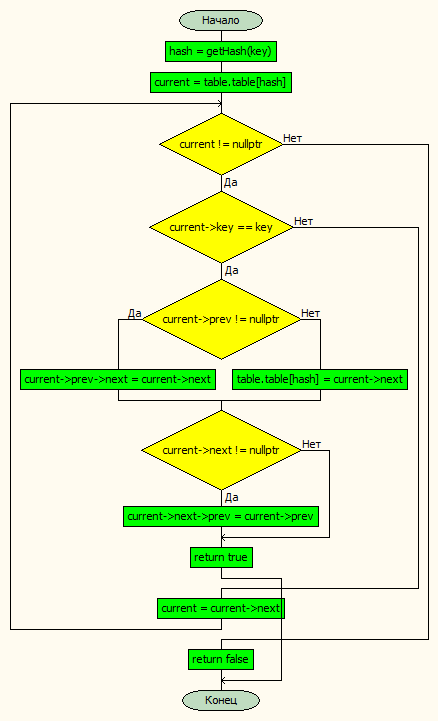 Начало
hash = getHash(key)
current = table.table[hash]
current != nullptr
Нет
Да
current->key == key
Нет
Да
current->prev != nullptr
Да
Нет
current->prev->next = current->next
table.table[hash] = current->next
current->next != nullptr
Нет
Да
current->next->prev = current->prev
return true
current = current->next
return false
Конец